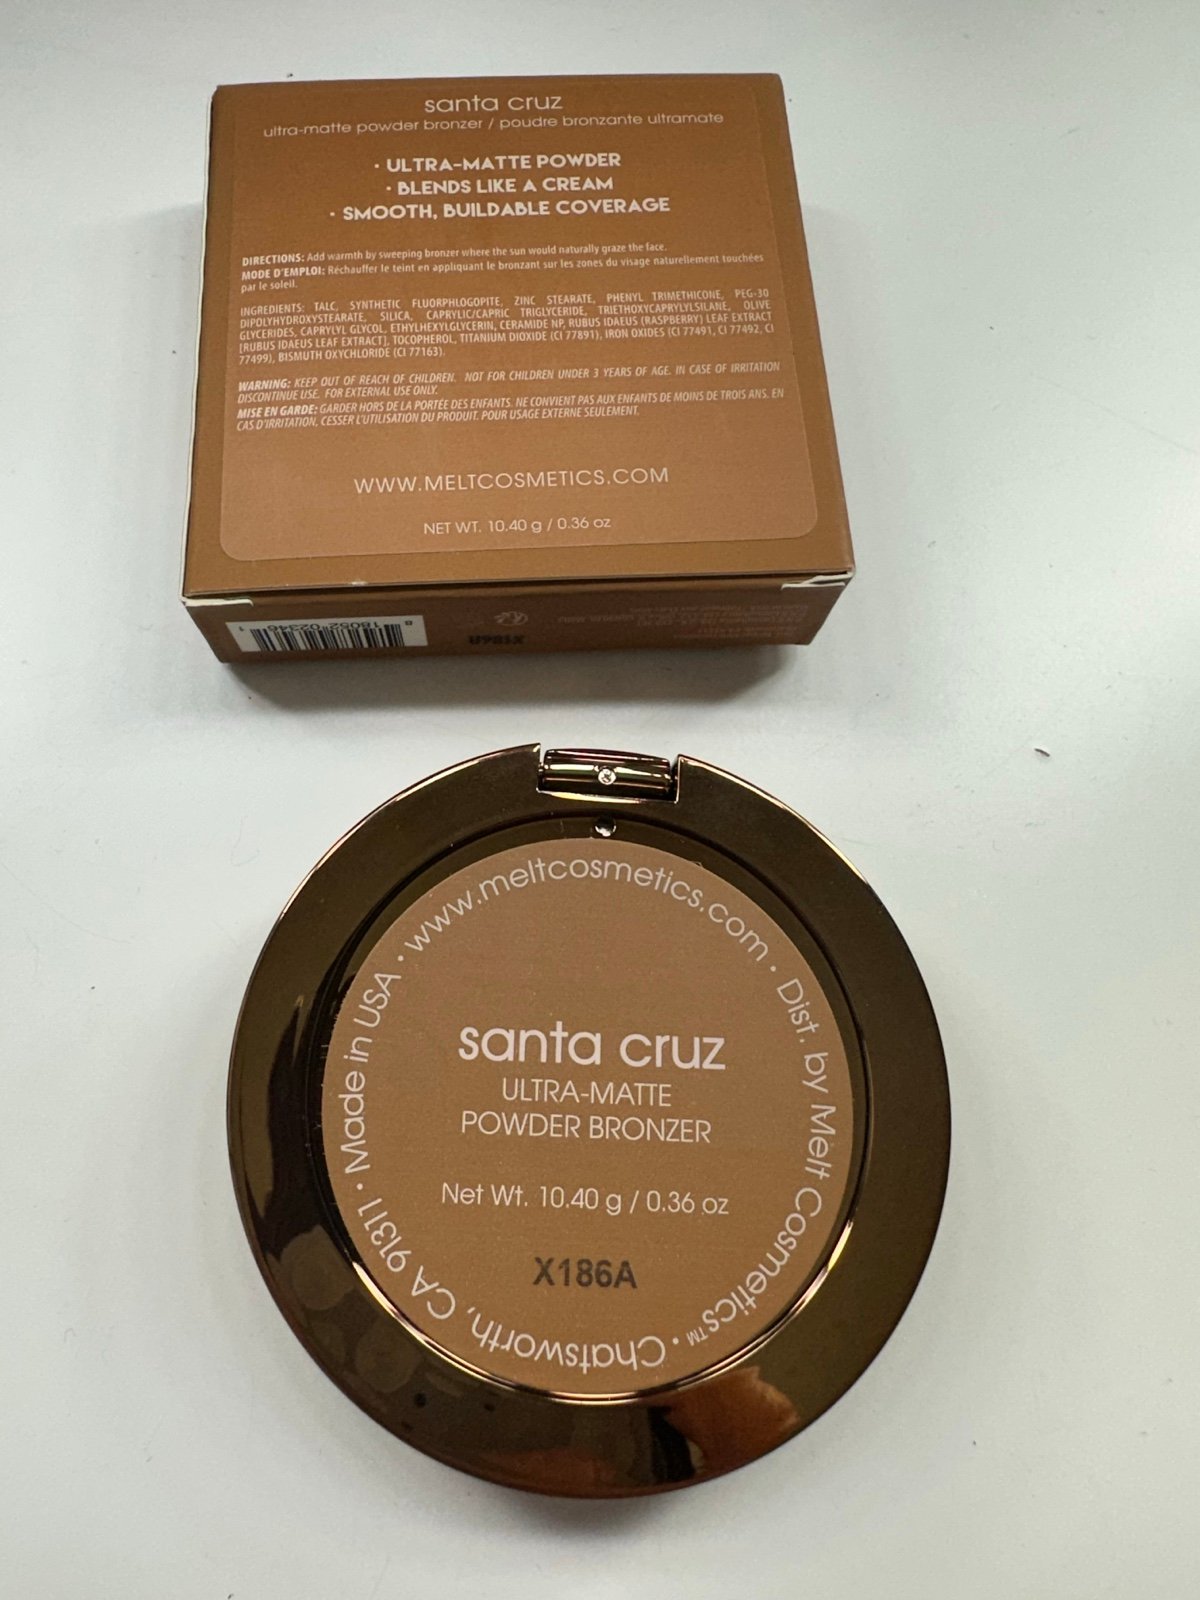 santa cruz
ultra-matte powder bronzer / poudre bronzante ultramate
· ULTRA-MATTE POWDER
· BLENDS LIKE A CREAM
· SMOOTH, BUILDABLE COVERAGE
DIRECTIONS: Add warmth by sweeping bronzer where the sun would naturally graze the face.
MODE D'EMPLOI: Réchauffer le teint en appliquant le bronzant sur les zones du visage naturellement touchées
par le soleil.
INGREDIENTS: TALC, SYNTHETIC FLUORPHLOGOPITE, ZINC STEARATE, PHENYL TRIMETHICONE, PEG-30
DIPOLYHYDROXYSTEARATE, SILICA, CAPRYLIC/CAPRIC TRIGLYCERIDE, TRIETHOXYCAPRYLYLSILANE, OLIVE
GLYCERIDES, CAPRYLYL GLYCOL, ETHYLHEXYLGLYCERIN, CERAMIDE NP, RUBUS IDAEUS (RASPBERRY) LEAF EXTRACT
[RUBUS IDAEUS LEAF EXTRACT], TOCOPHEROL, TITANIUM DIOXIDE (CI 77891), IRON OXIDES (CI 77491, CI 77492, CI
77499), BISMUTH OXYCHLORIDE (CI 77163).
WARNING: KEEP OUT OF REACH OF CHILDREN. NOT FOR CHILDREN UNDER 3 YEARS OF AGE. IN CASE OF IRRITATION
DISCONTINUE USE. FOR EXTERNAL USE ONLY.
MISE EN GARDE: GARDER HORS DE LA PORTÉE DES ENFANTS. NE CONVIENT PAS AUX ENFANTS DE MOINS DE TROIS ANS. EN
CAS D'IRRITATION, CESSER L'UTILISATION DU PRODUIT. POUR USAGE EXTERNE SEULEMENT.
WWW.MELTCOSMETICS.COM
NET WT. 10.40 g / 0.36 oz
8 18052 02346 1
X186A
· www.meltcosmetics.com · Dist. by Melt Cosmetics™ · Chatsworth, CA 91311 · Made in USA
santa cruz
ULTRA-MATTE
POWDER BRONZER
Net Wt. 10.40 g / 0.36 oz
X186A